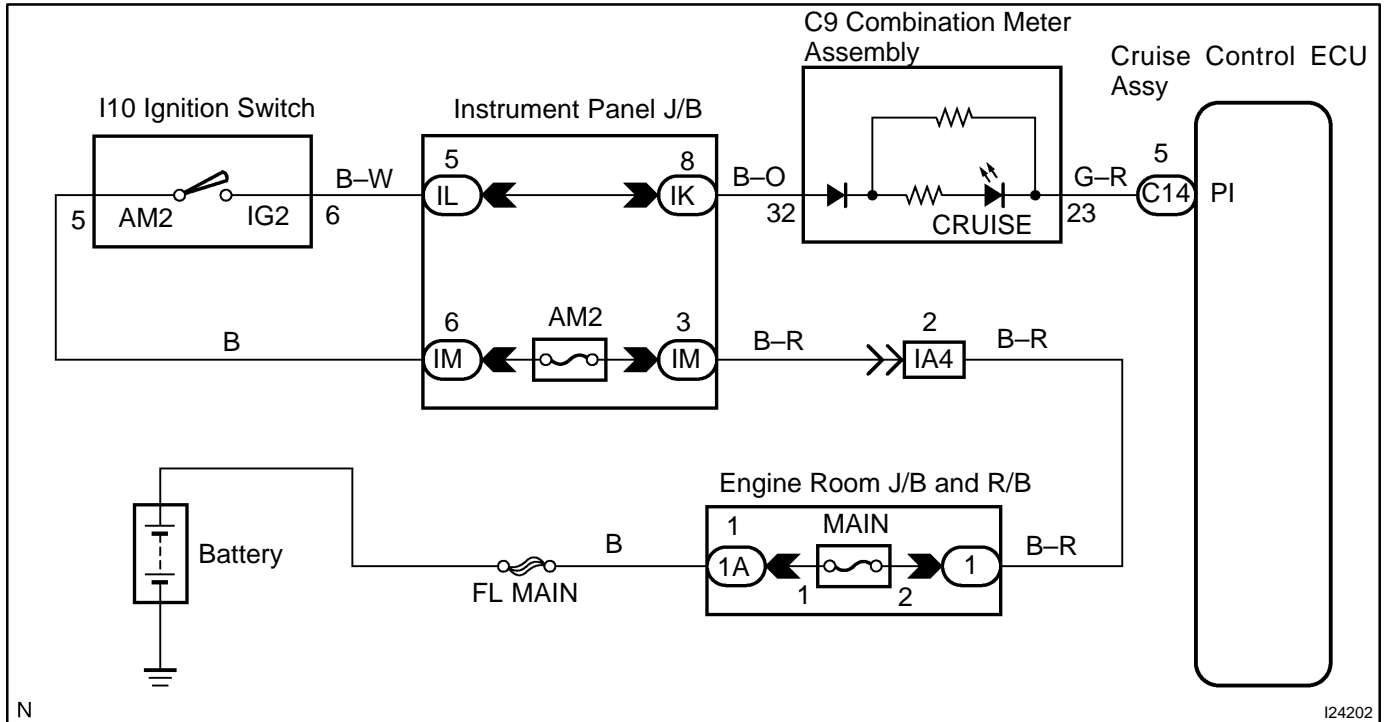 C9 Combination Meter
Assembly
Cruise Control ECU
Assy
I10 Ignition Switch
Instrument Panel J/B
5
AM2
IG2
6
B–W
5
IL
8
IK
B–O
32
CRUISE
23
G–R
5
C14
PI
B
6
IM
AM2
3
IM
B–R
2
IA4
B–R
Engine Room J/B and R/B
Battery
FL MAIN
B
1
1A
MAIN
1
2
1
B–R
N
I24202